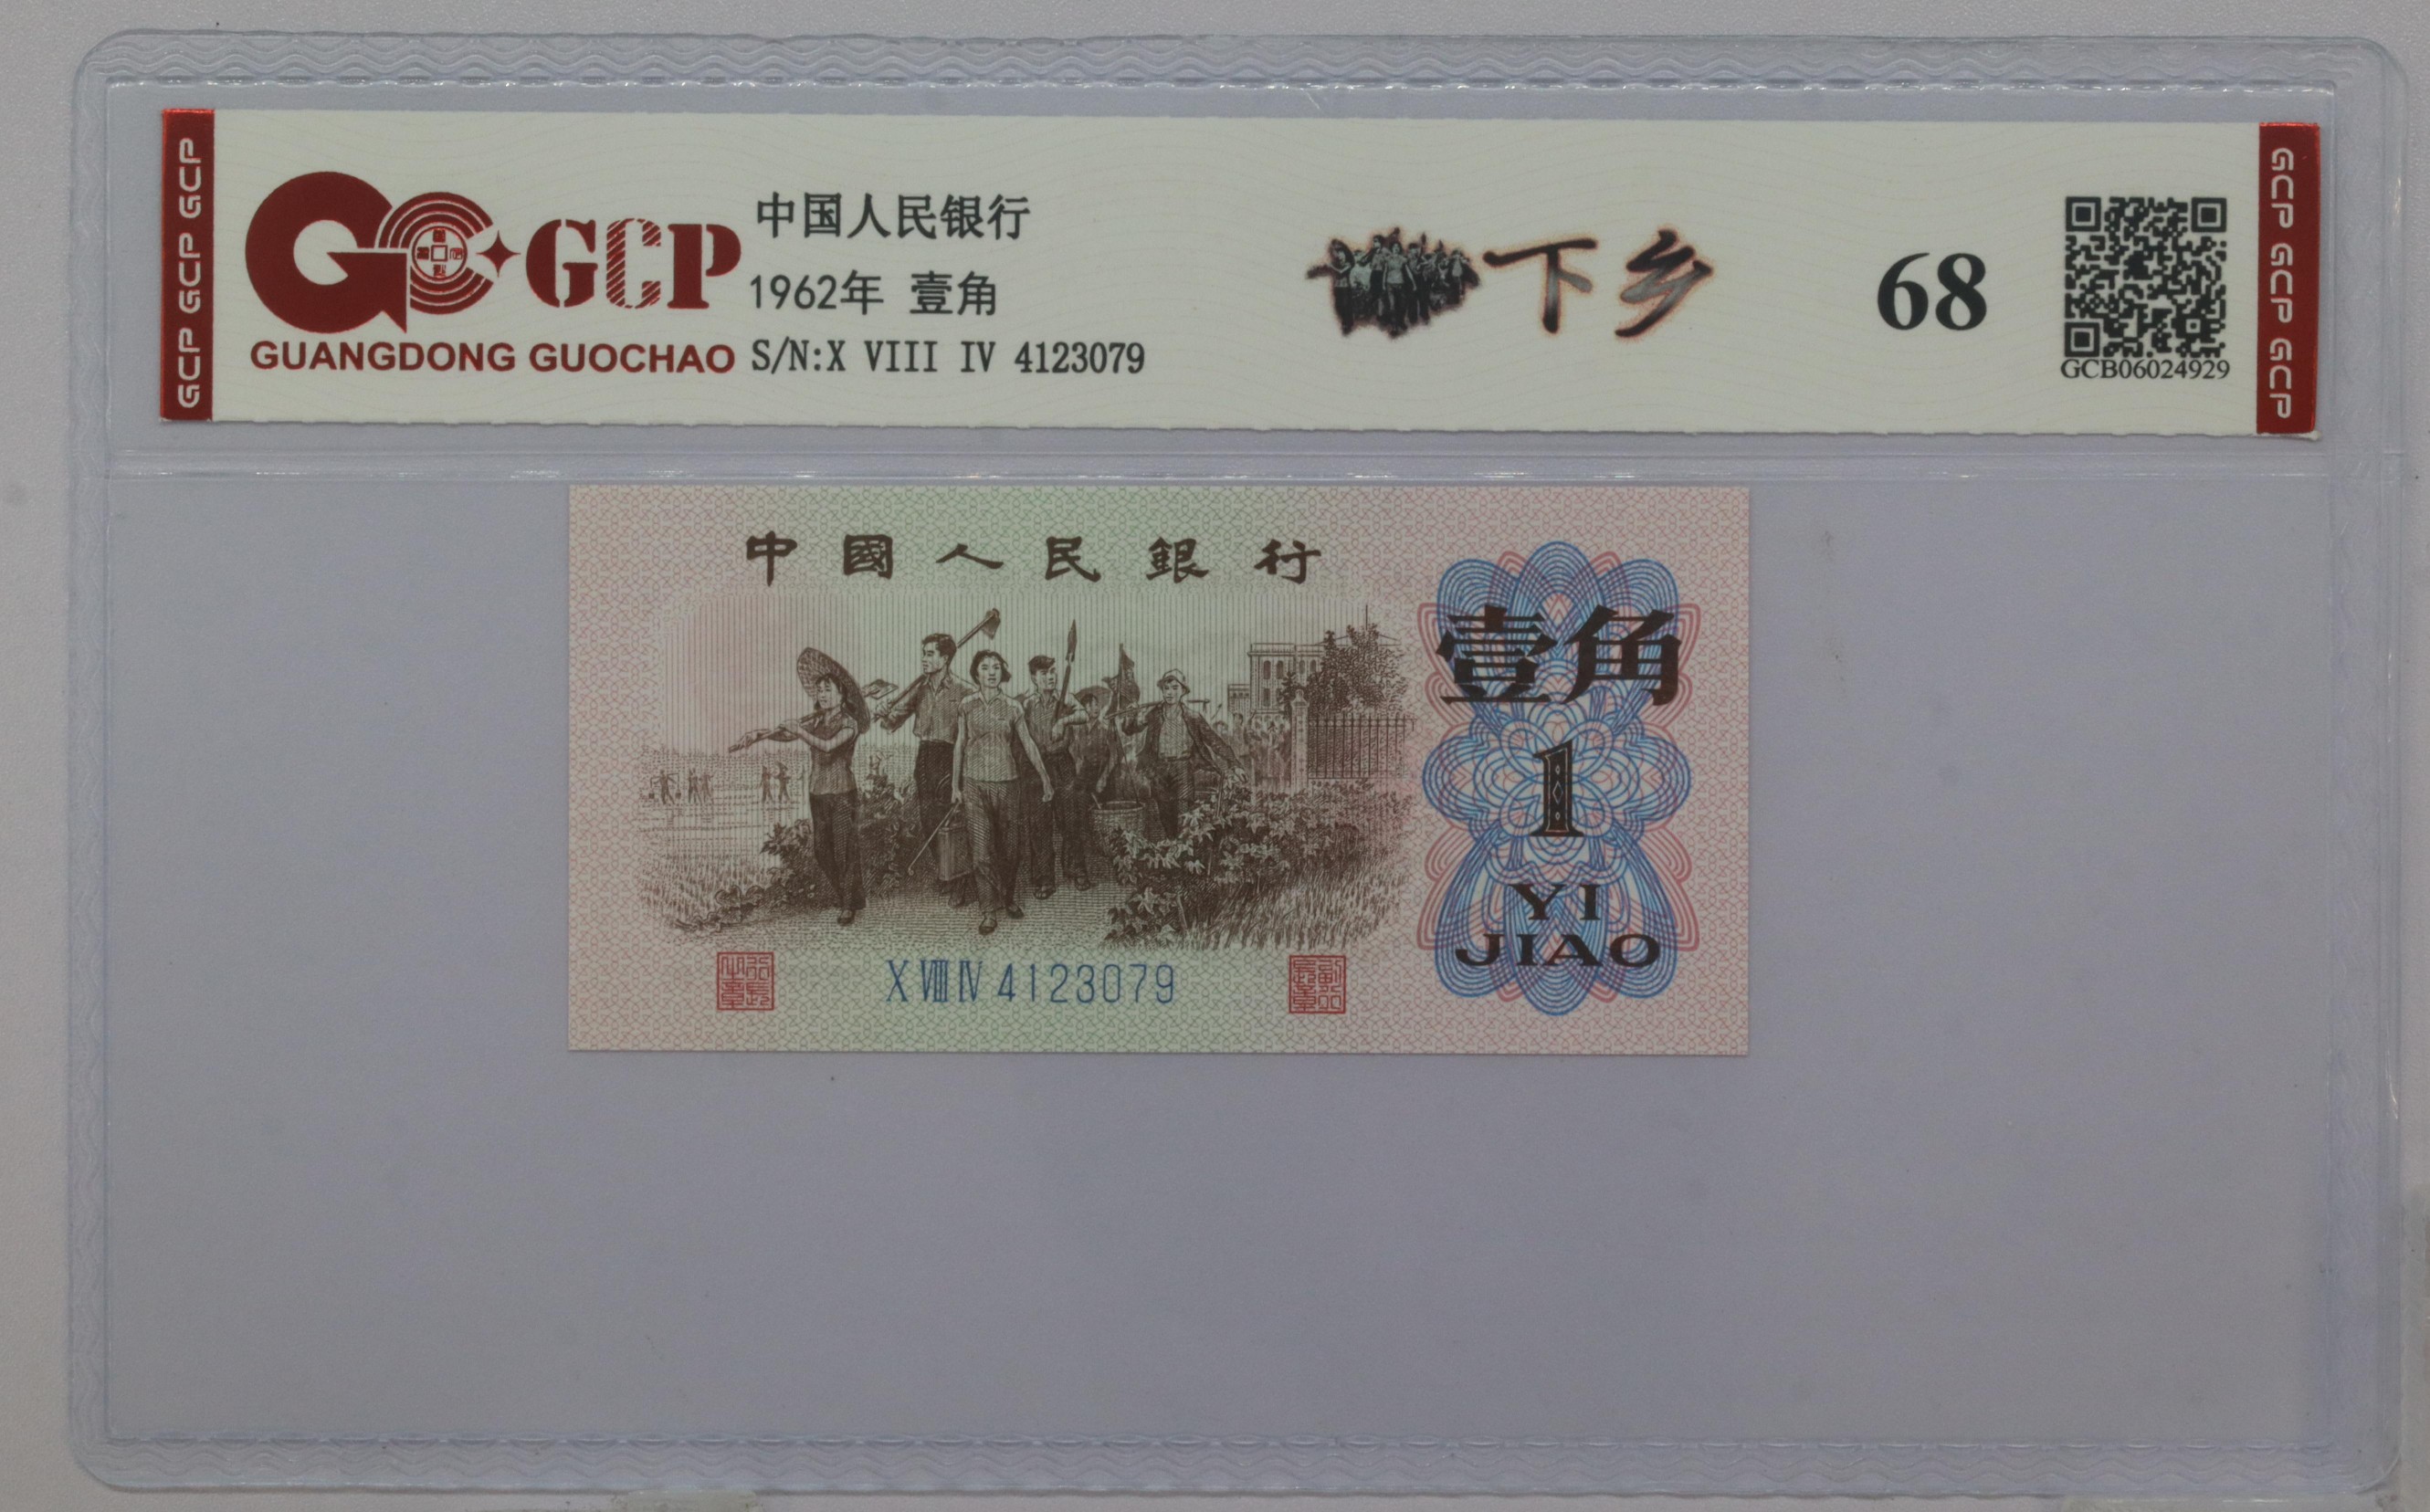 GCP GCP GCP
GCP
GUANGDONG GUOCHAO
中国人民银行
1962年 壹角
S/N:X VIII IV 4123079
下乡
68
GCB06024929
GCP GCP GCP
中國人民銀行
壹角
1
YI
JIAO
X VIII IV 4123079